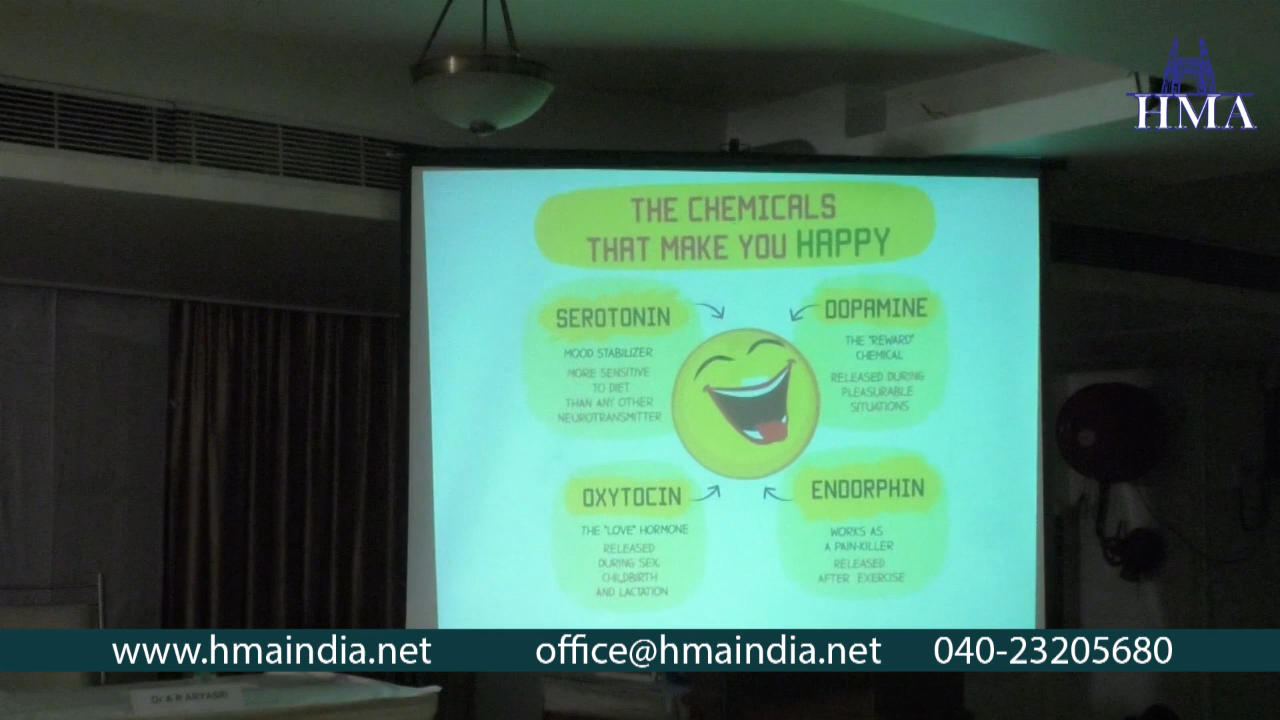 HMA
THE CHEMICALS
THAT MAKE YOU HAPPY
SEROTONIN
MOOD STABILIZER
MORE SENSITIVE
TO DIET
THAN ANY OTHER
NEUROTRANSMITTER
DOPAMINE
THE "REWARD"
CHEMICAL
RELEASED DURING
PLEASURABLE
SITUATIONS
OXYTOCIN
THE "LOVE" HORMONE
RELEASED
DURING SEX,
CHILDBIRTH
AND LACTATION
ENDORPHIN
WORKS AS
A PAIN-KILLER
RELEASED
AFTER EXERCISE
www.hmaindia.net office@hmaindia.net 040-23205680
Dr A R ARYASRI